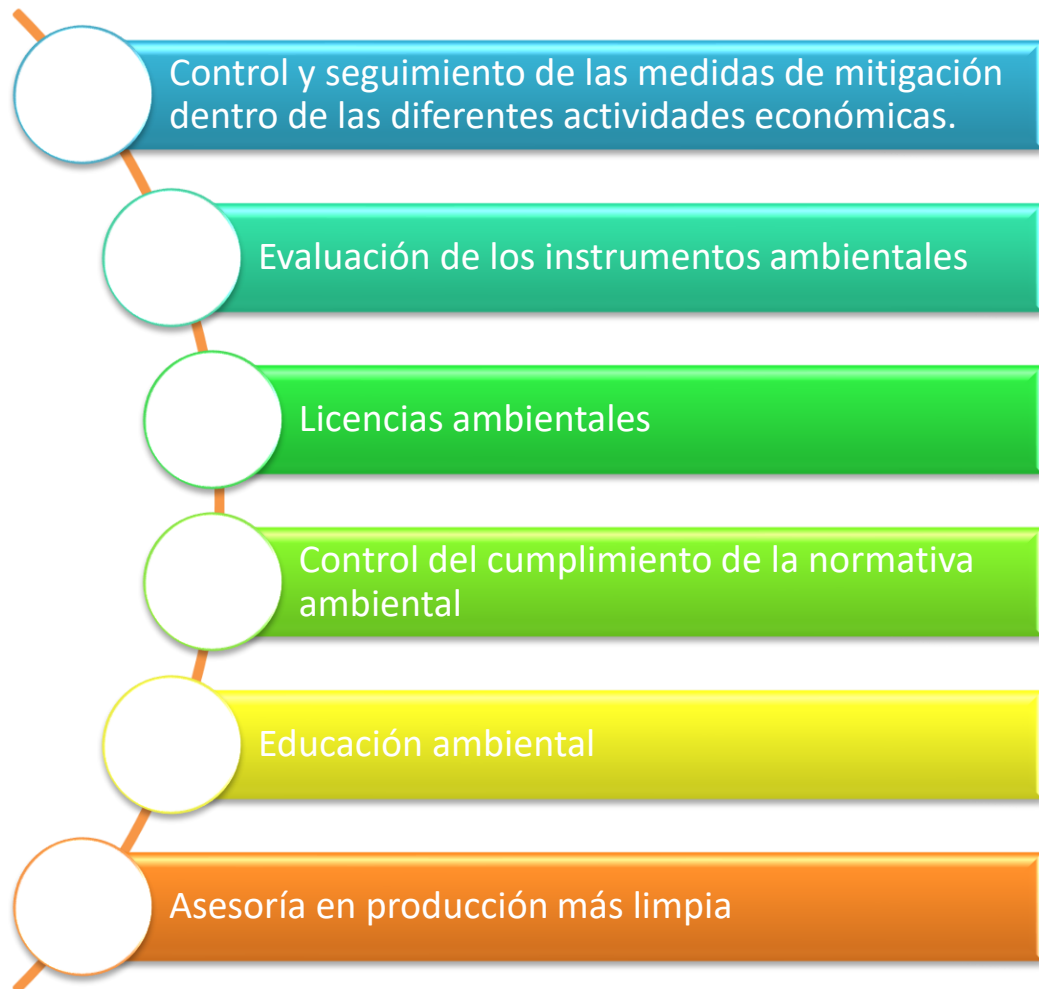 Control y seguimiento de las medidas de mitigación
dentro de las diferentes actividades económicas.
Evaluación de los instrumentos ambientales
Licencias ambientales
Control del cumplimiento de la normativa
ambiental
Educación ambiental
Asesoría en producción más limpia